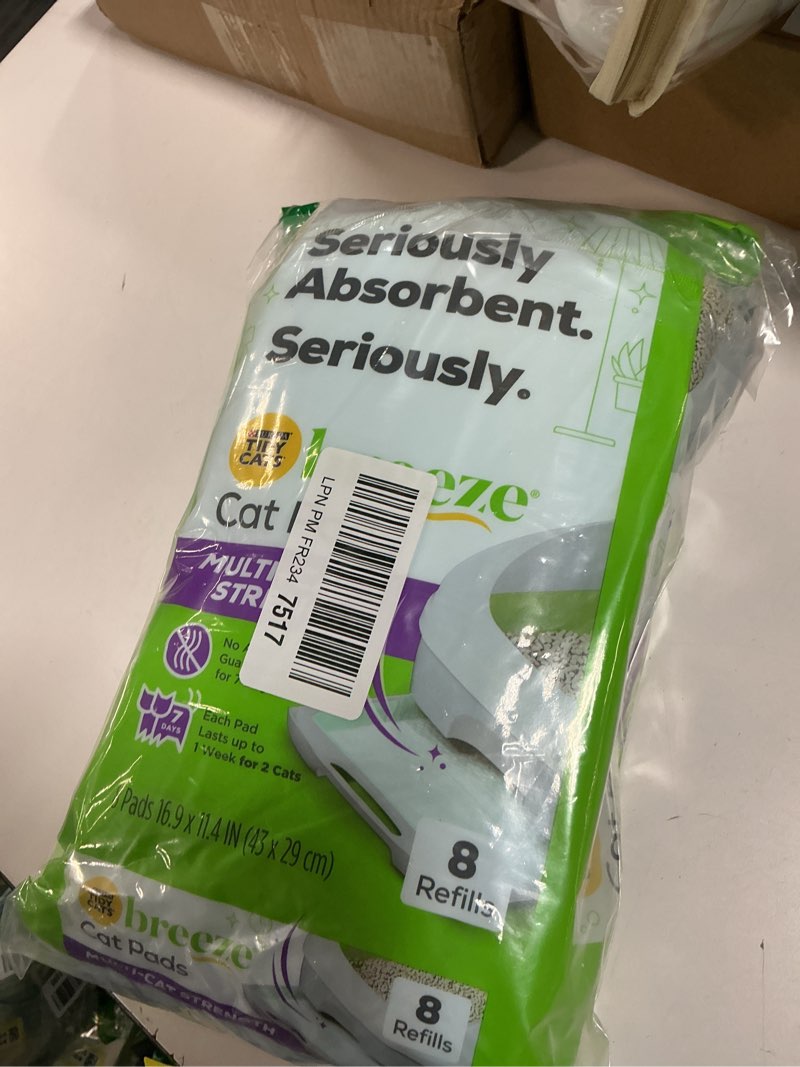 Seriously
Absorbent.
Seriously.
PURINA
TIDY
CATS
breeze®
Cat
MULTI
STR
LPN PM FR234 7517
No
Gua
for 7
7
DAYS
Each Pad
Lasts up to
1 Week for 2 Cats
Pads 16.9 x 11.4 IN (43 x 29 cm)
8
Refills
TIDY
CATS
breeze
Cat Pads
MULTI-CAT STRENGTH
8
Refills